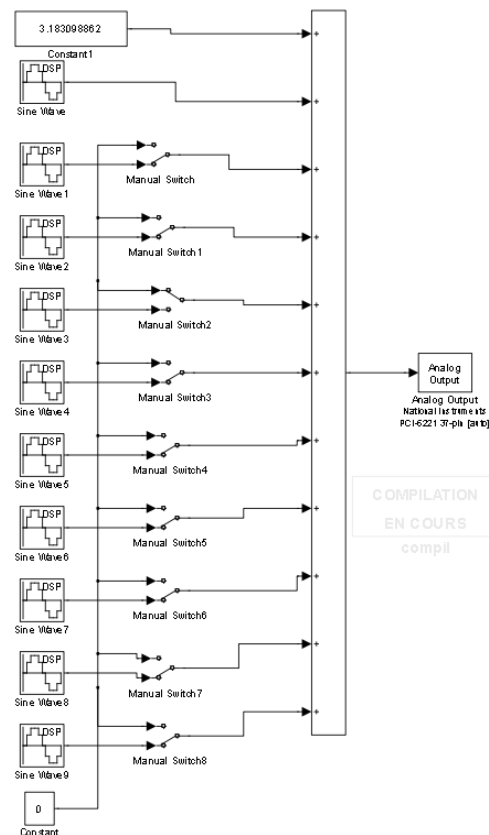 3.183098862
Constant1
DSP
Sine Wave
DSP
Sine Wave1
Manual Switch
DSP
Sine Wave2
Manual Switch1
DSP
Sine Wave3
Manual Switch2
DSP
Sine Wave4
Manual Switch3
DSP
Sine Wave5
Manual Switch4
DSP
Sine Wave6
Manual Switch5
DSP
Sine Wave7
Manual Switch6
DSP
Sine Wave8
Manual Switch7
DSP
Sine Wave9
Manual Switch8
0
Constant
+
+
+
+
+
+
+
+
+
+
+
Analog
Output
Analog Output
National Instruments
PCI-6221 37-pin [auto]
COMPILATION
EN COURS
compil